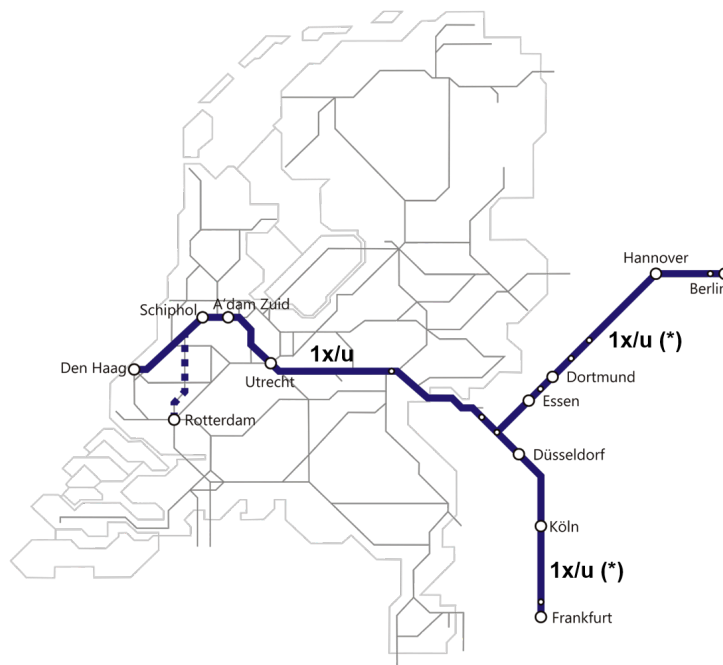 Hannover
Berlin
Schiphol
A'dam Zuid
1x/u (*)
1x/u
Den Haag
Utrecht
Dortmund
Essen
Rotterdam
Düsseldorf
Köln
1x/u (*)
Frankfurt